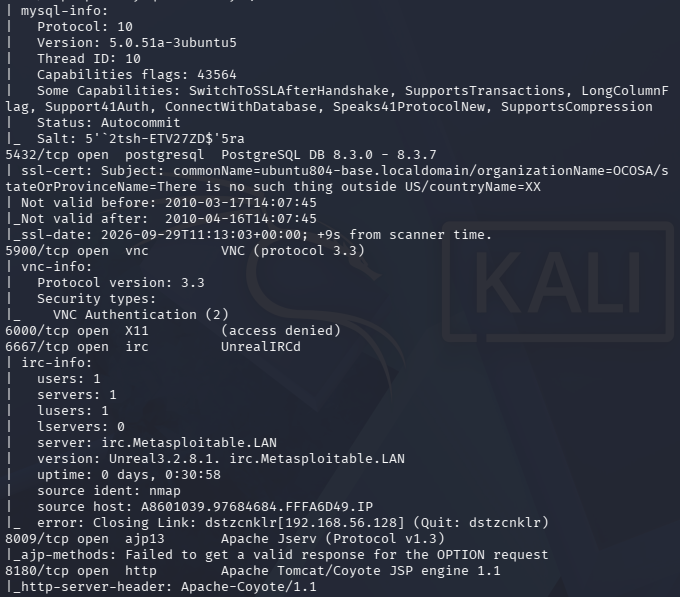 | mysql-info:
|   Protocol: 10
|   Version: 5.0.51a-3ubuntu5
|   Thread ID: 10
|   Capabilities flags: 43564
|   Some Capabilities: SwitchToSSLAfterHandshake, SupportsTransactions, LongColumnF
lag, Support41Auth, ConnectWithDatabase, Speaks41ProtocolNew, SupportsCompression
|   Status: Autocommit
|_  Salt: 5'``2tsh-ETV27ZD$'5ra
5432/tcp open  postgresql  PostgreSQL DB 8.3.0 - 8.3.7
| ssl-cert: Subject: commonName=ubuntu804-base.localdomain/organizationName=OCOSA/s
tateOrProvinceName=There is no such thing outside US/countryName=XX
| Not valid before: 2010-03-17T14:07:45
|_Not valid after:  2010-04-16T14:07:45
|_ssl-date: 2026-09-29T11:13:03+00:00; +9s from scanner time.
5900/tcp open  vnc         VNC (protocol 3.3)
| vnc-info:
|   Protocol version: 3.3
|   Security types:
|_    VNC Authentication (2)
6000/tcp open  X11         (access denied)
6667/tcp open  irc         UnrealIRCd
| irc-info:
|   users: 1
|   servers: 1
|   lusers: 1
|   lservers: 0
|   server: irc.Metasploitable.LAN
|   version: Unreal3.2.8.1. irc.Metasploitable.LAN
|   uptime: 0 days, 0:30:58
|   source ident: nmap
|   source host: A8601039.97684684.FFFA6D49.IP
|_  error: Closing Link: dstzcnklr[192.168.56.128] (Quit: dstzcnklr)
8009/tcp open  ajp13       Apache Jserv (Protocol v1.3)
|_ajp-methods: Failed to get a valid response for the OPTION request
8180/tcp open  http        Apache Tomcat/Coyote JSP engine 1.1
|_http-server-header: Apache-Coyote/1.1
KALI